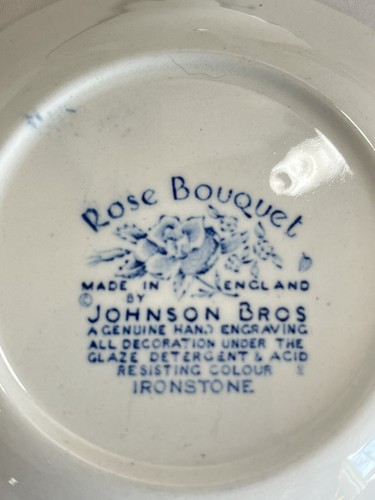 Rose Bouquet
MADE IN ENGLAND
© BY
JOHNSON BROS
A GENUINE HAND ENGRAVING
ALL DECORATION UNDER THE
GLAZE DETERGENT & ACID
RESISTING COLOUR
IRONSTONE